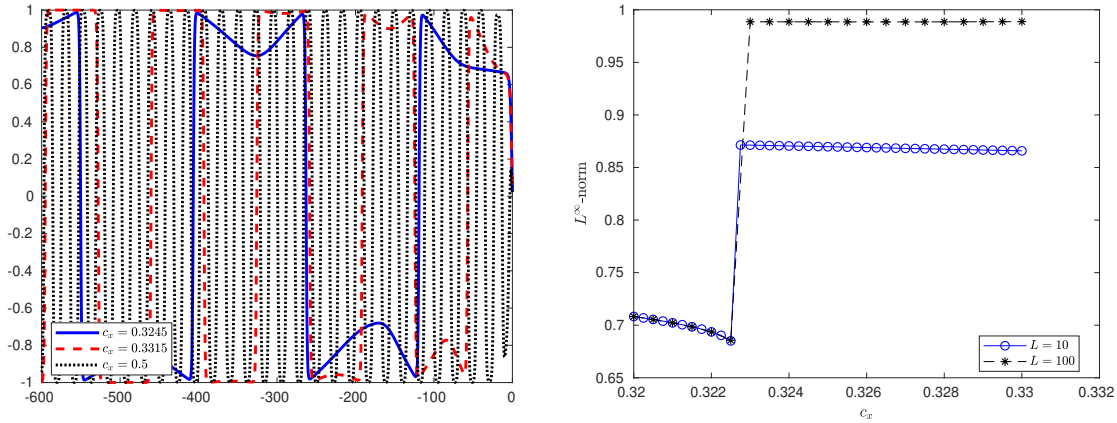 1
0.8
0.6
0.4
0.2
0
-0.2
-0.4
-0.6
-0.8
-1
-600 -500 -400 -300 -200 -100 0
c_x = 0.3245
c_x = 0.3315
c_x = 0.5
1
0.95
0.9
0.85
0.8
0.75
0.7
0.65
0.32 0.322 0.324 0.326 0.328 0.33 0.332
L^∞-norm
c_x
L = 10
L = 100